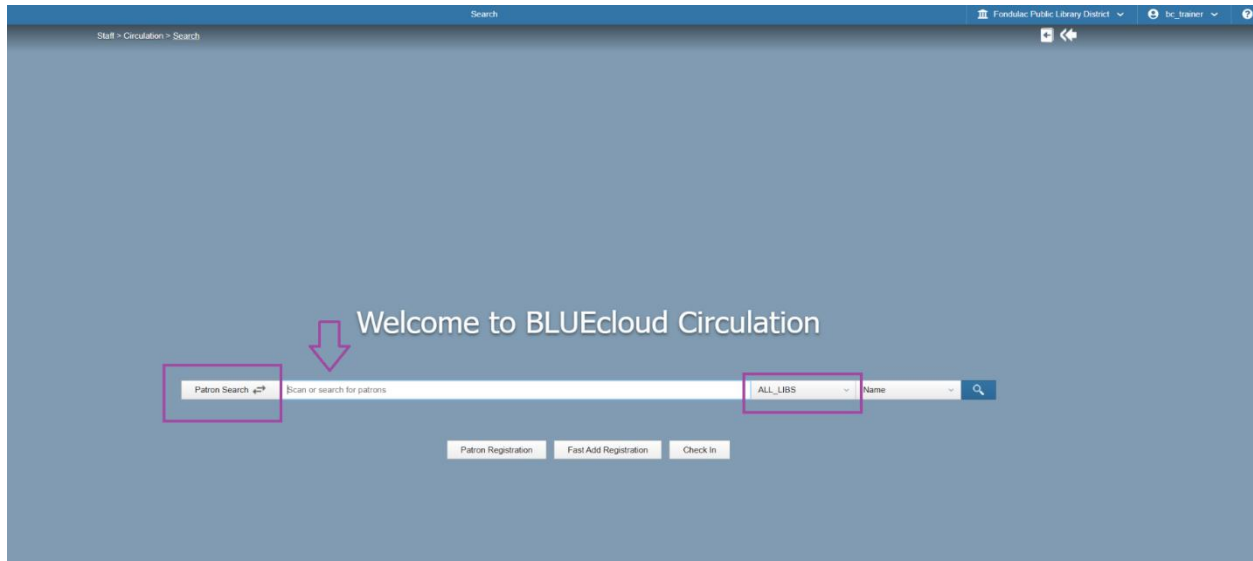 Search
Fondulac Public Library District
bc_trainer
?
Staff > Circulation > Search
Welcome to BLUEcloud Circulation
Patron Search
Scan or search for patrons
ALL_LIBS
Name
Patron Registration
Fast Add Registration
Check In